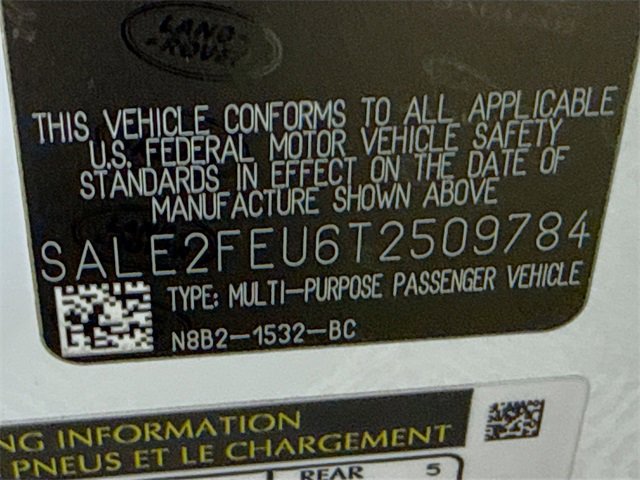 LAND
ROVER
THIS VEHICLE CONFORMS TO ALL APPLICABLE
U.S. FEDERAL MOTOR VEHICLE SAFETY
STANDARDS IN EFFECT ON THE DATE OF
MANUFACTURE SHOWN ABOVE
SALE2FEU6T2509784
TYPE: MULTI-PURPOSE PASSENGER VEHICLE
N8B2-1532-BC
NG INFORMATION
PNEUS ET LE CHARGEMENT
REAR 5